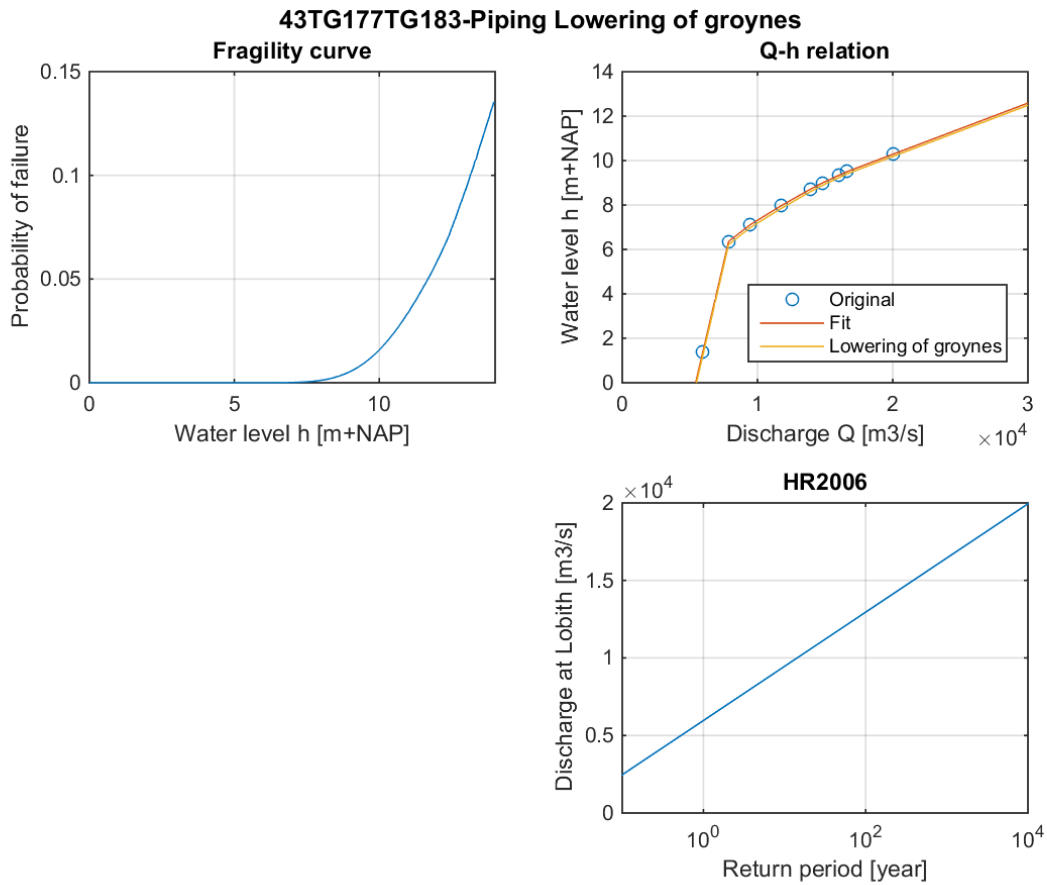 43TG177TG183-Piping Lowering of groynes
Fragility curve
0.15
0.1
0.05
0
Probability of failure
0
5
10
Water level h [m+NAP]
Q-h relation
14
12
10
8
6
4
2
0
Water level h [m+NAP]
Original
Fit
Lowering of groynes
0
1
2
3
×10^4
Discharge Q [m3/s]
HR2006
×10^4
2
1.5
1
0.5
0
Discharge at Lobith [m3/s]
10^0
10^2
10^4
Return period [year]